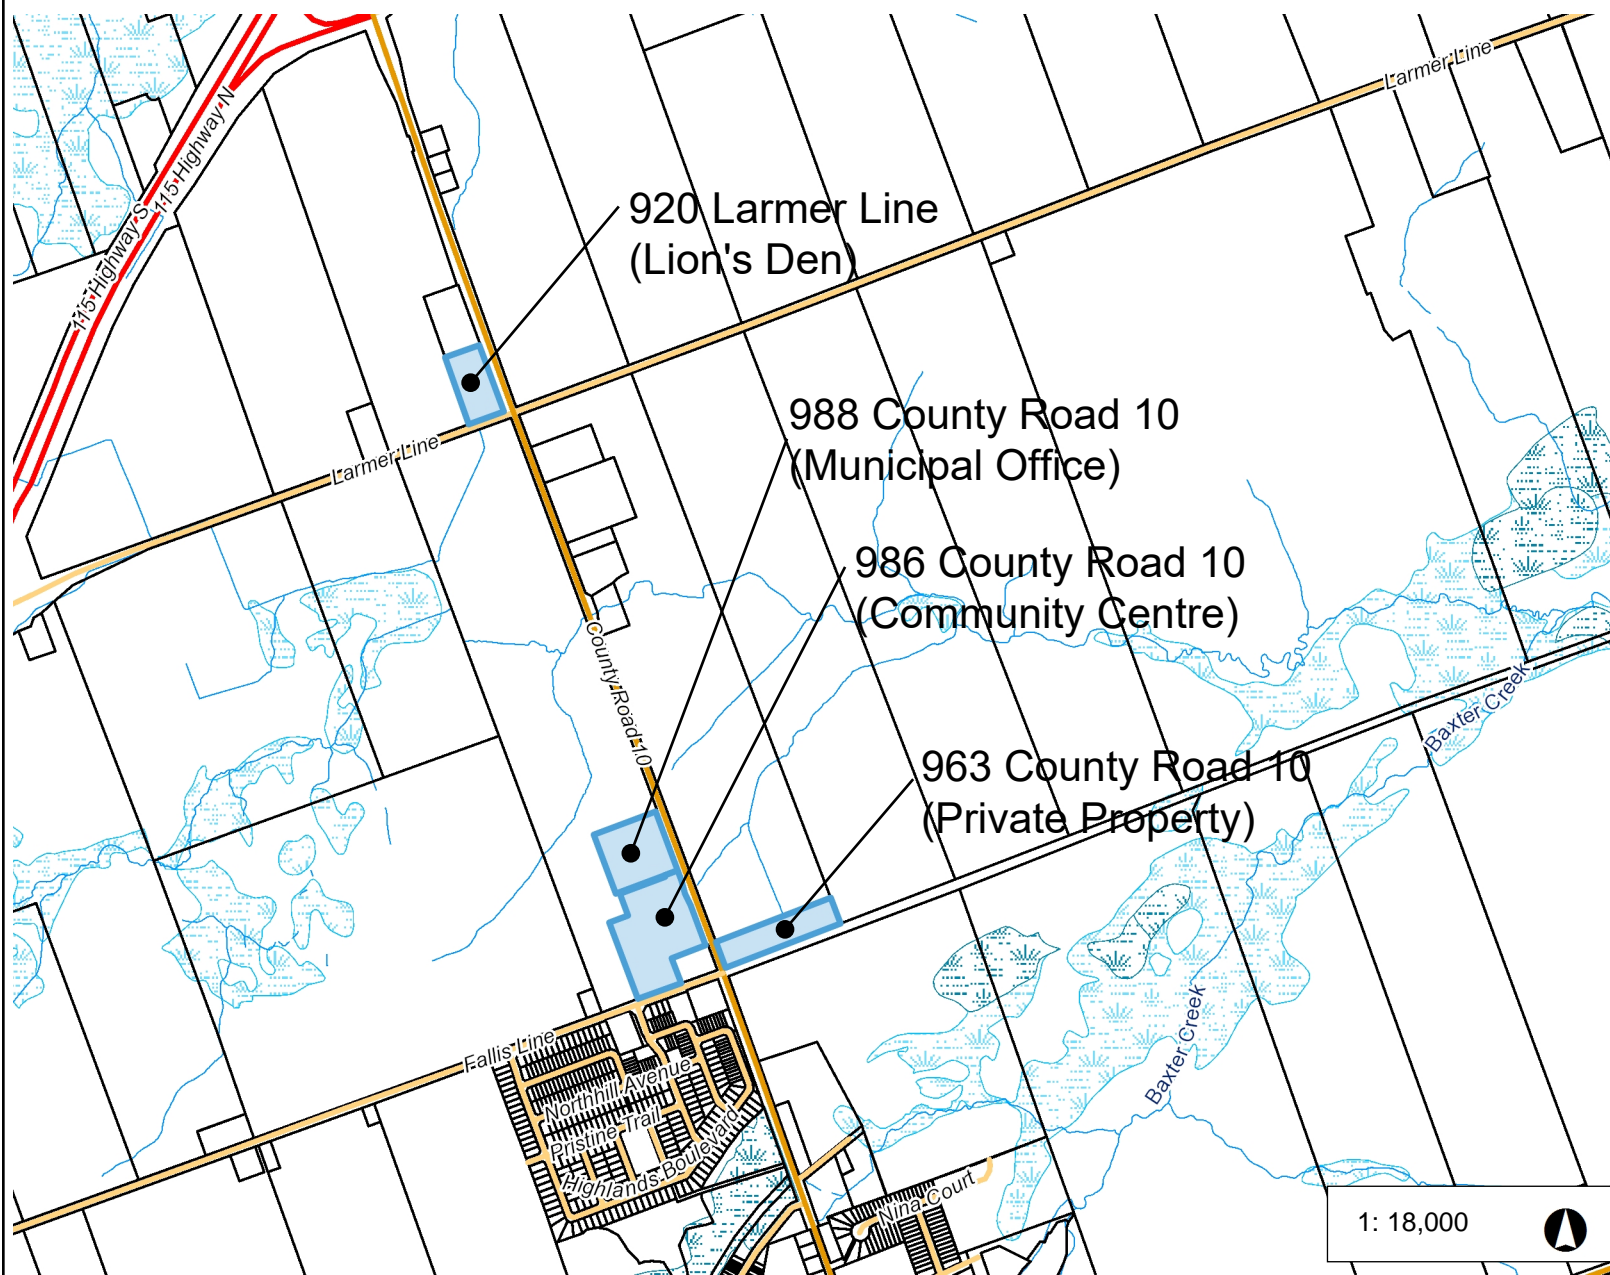 Larmer Line
115 Highway N
115 Highway S
920 Larmer Line
(Lion's Den)
Larmer Line
988 County Road 10
(Municipal Office)
986 County Road 10
(Community Centre)
County Road 10
Baxter Creek
963 County Road 10
(Private Property)
Fallis Line
Northhill Avenue
Pristine Trail
Highlands Boulevard
Baxter Creek
Nina Court
1: 18,000